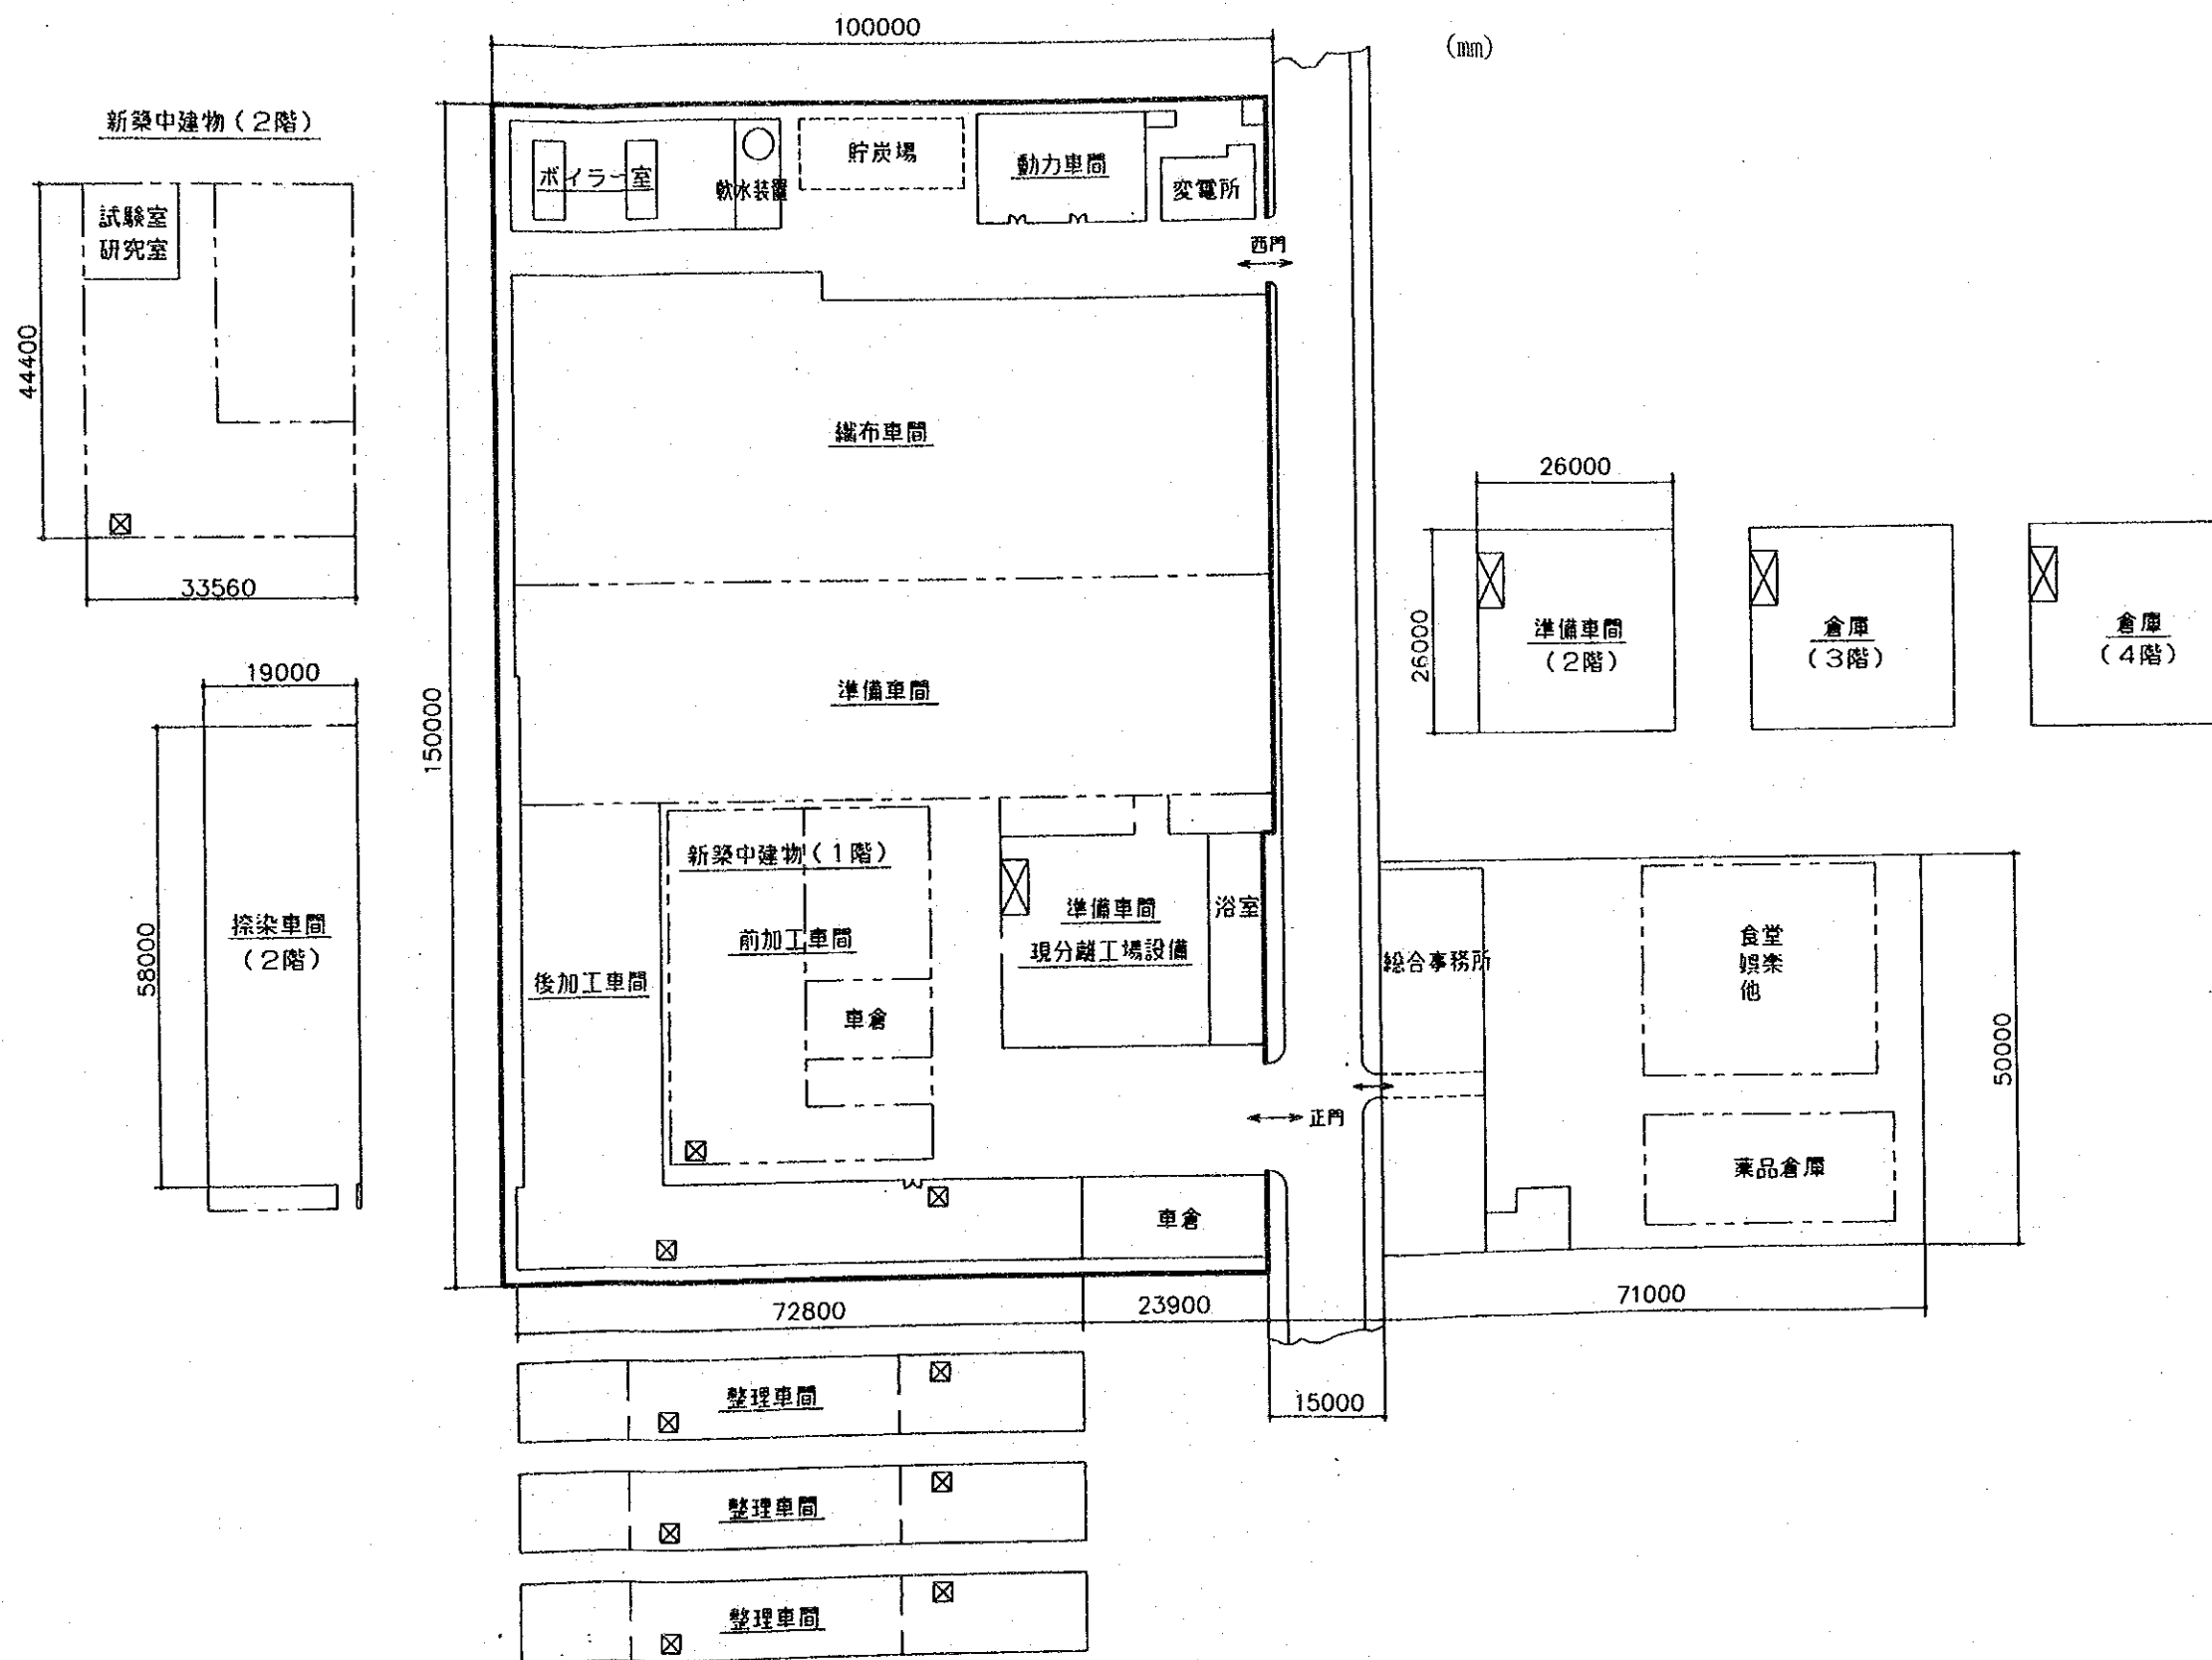 100000
(mm)
新築中建物(2階)
ボイラー室
軟水装置
貯炭場
動力車間
変電所
試験室
研究室
西門
44400
33560
織布車間
26000
26000
準備車間
(2階)
倉庫
(3階)
倉庫
(4階)
19000
150000
準備車間
58000
捺染車間
(2階)
新築中建物(1階)
前加工車間
車倉
後加工車間
準備車間
現分離工場設備
浴室
総合事務所
食堂
娯楽
他
50000
正門
薬品倉庫
車倉
72800
23900
71000
15000
整理車間
整理車間
整理車間